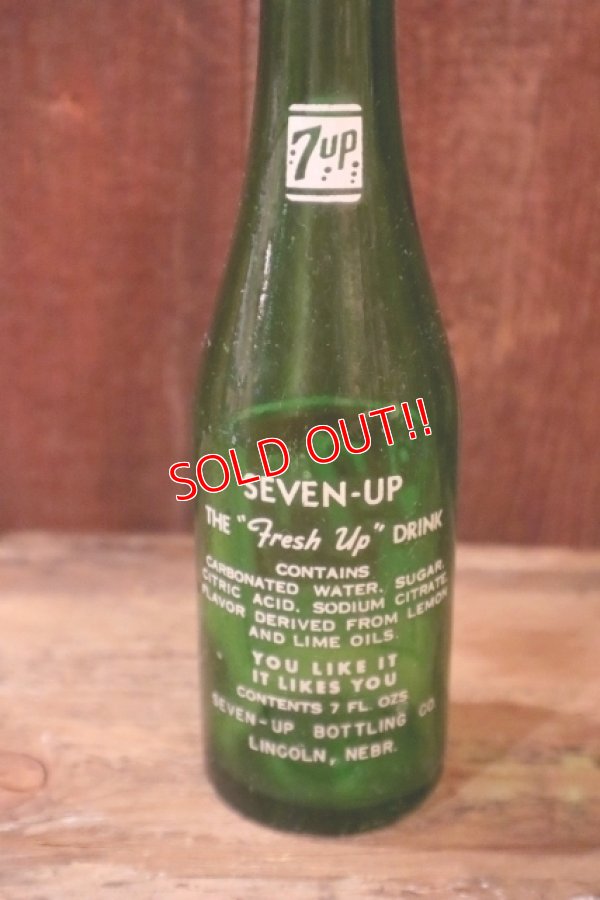 7up
SOLD OUT!!
SEVEN-UP
THE "Fresh Up" DRINK
CONTAINS
CARBONATED WATER, SUGAR,
CITRIC ACID, SODIUM CITRATE,
FLAVOR DERIVED FROM LEMON
AND LIME OILS.
YOU LIKE IT
IT LIKES YOU
CONTENTS 7 FL. OZS
SEVEN-UP BOTTLING CO.
LINCOLN, NEBR.